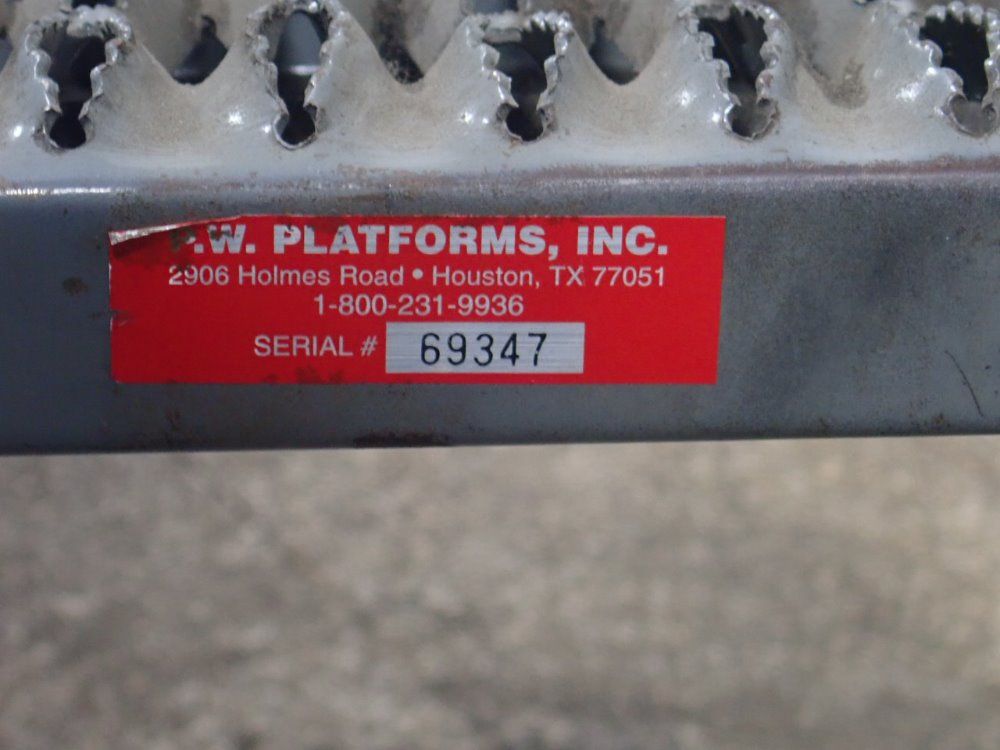 P.W. PLATFORMS, INC.
2906 Holmes Road • Houston, TX 77051
1-800-231-9936
SERIAL # 69347